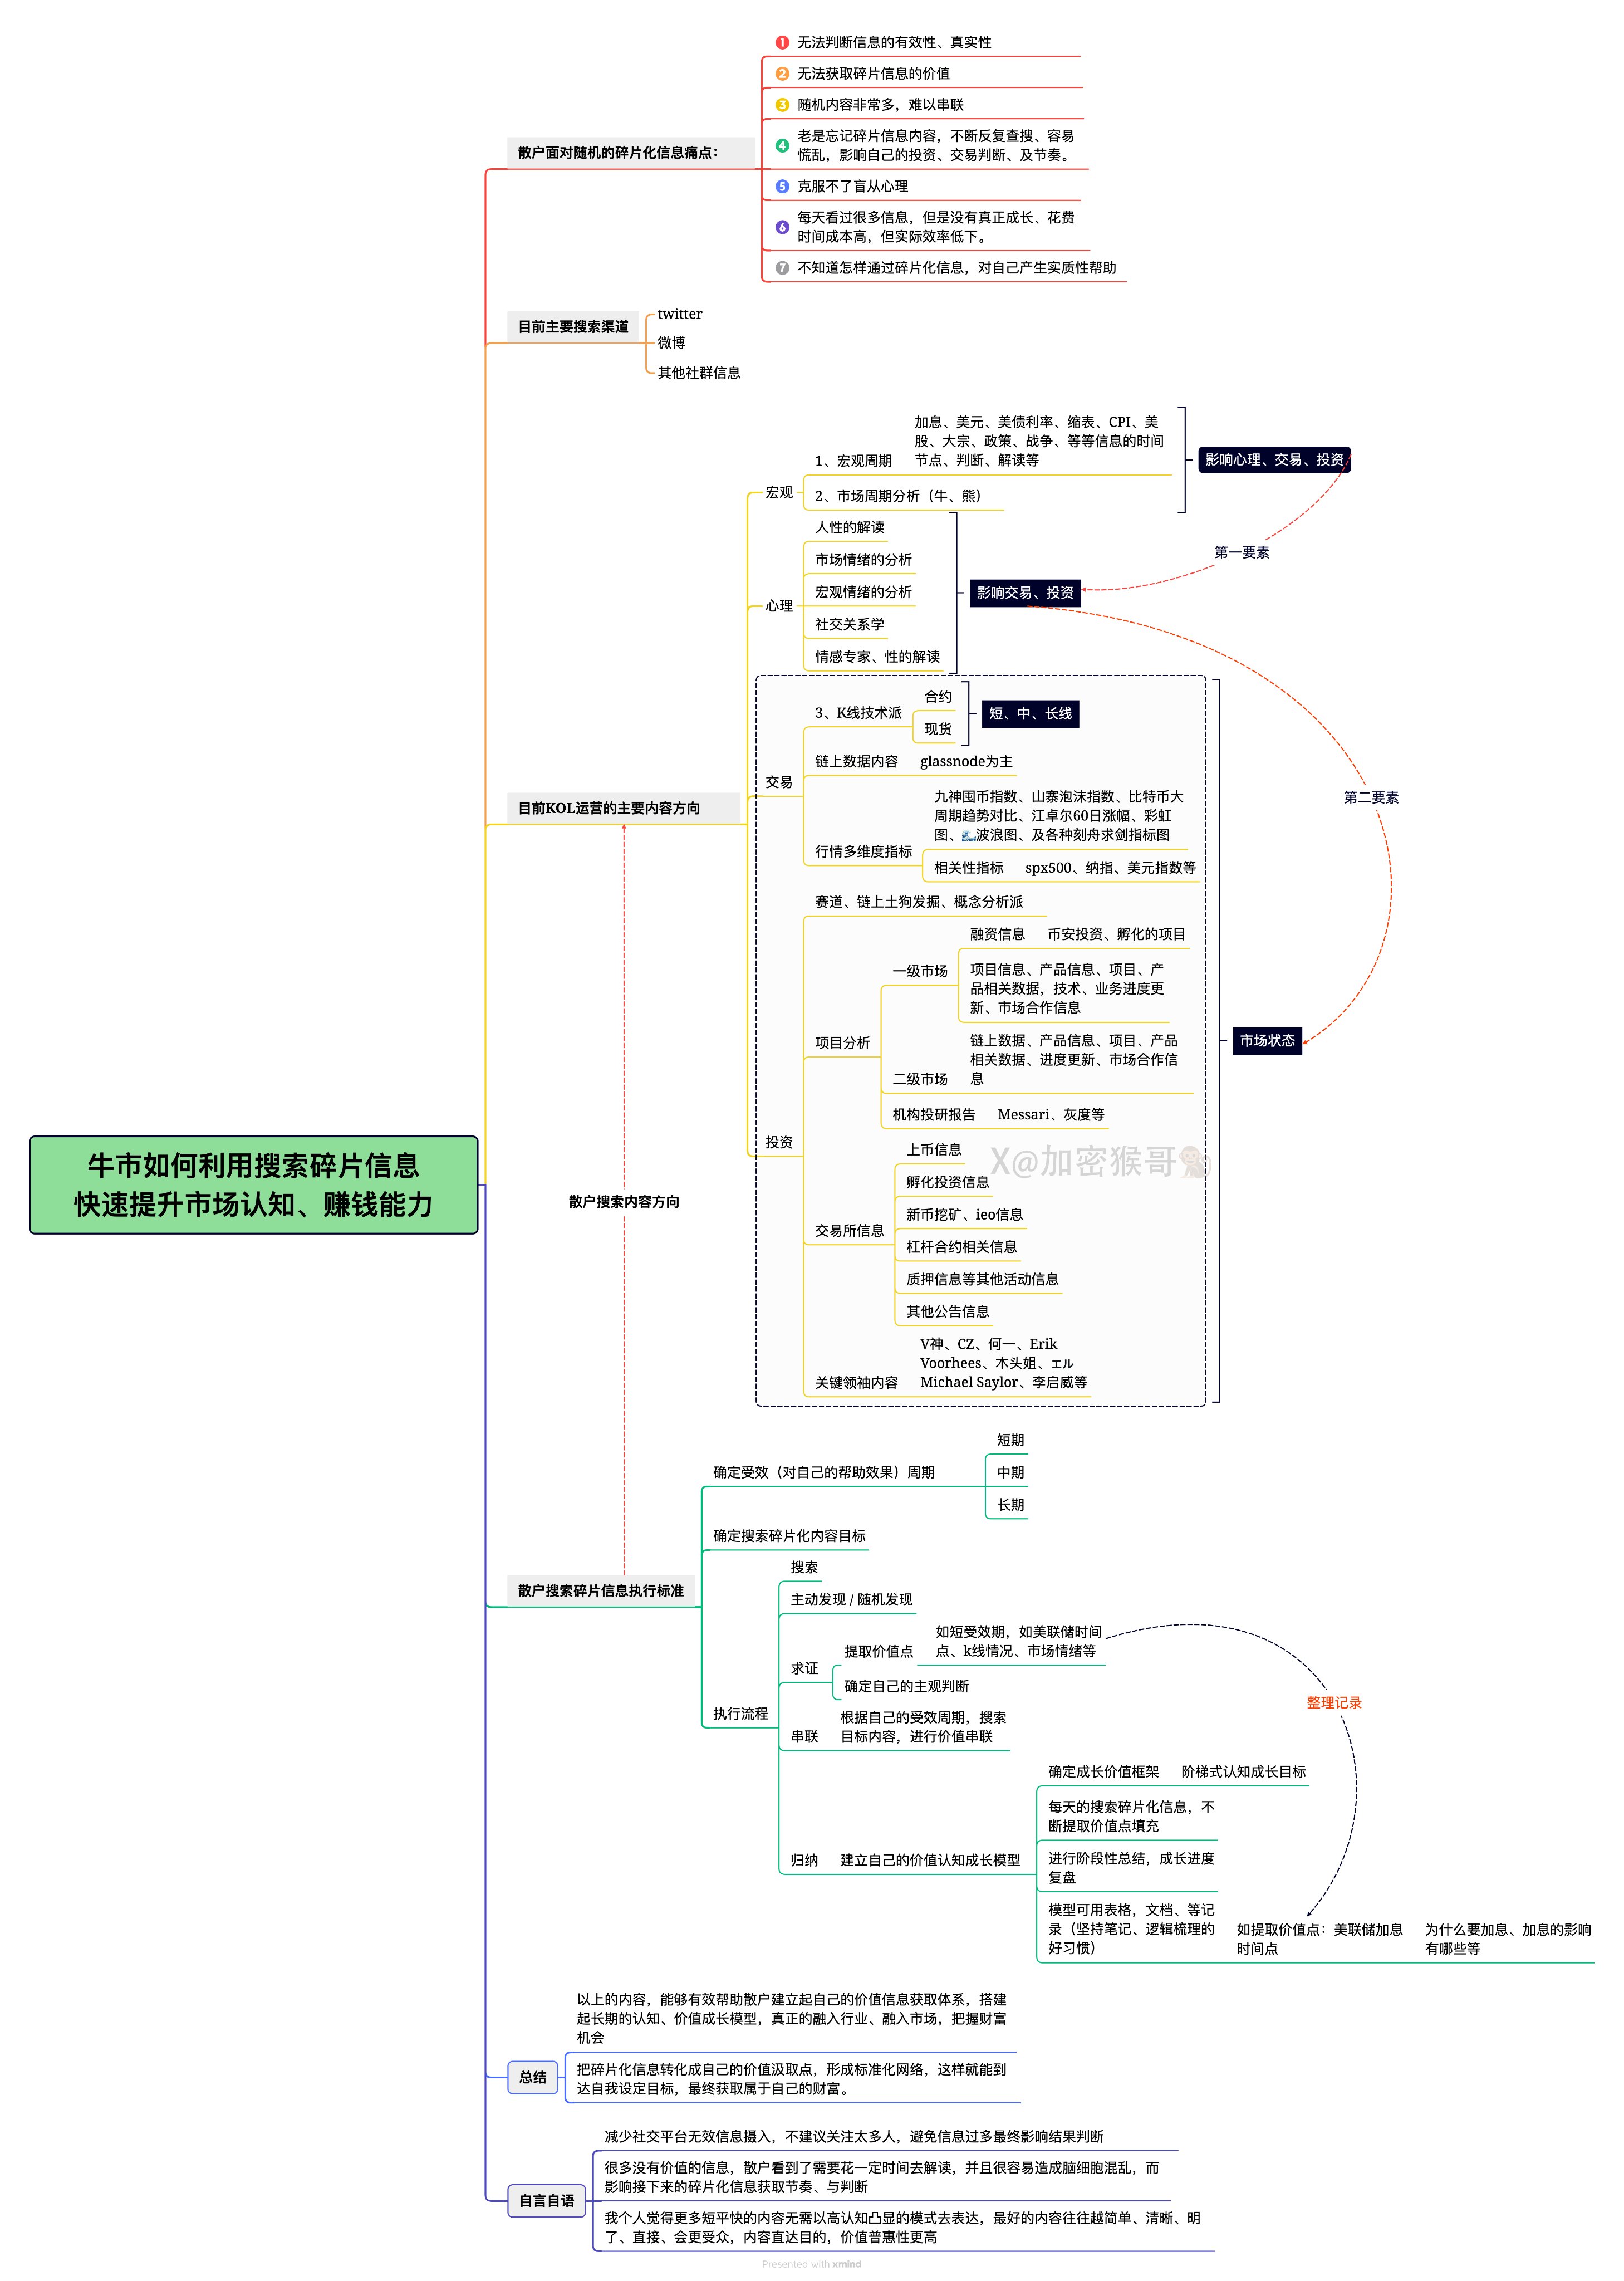 牛市如何利用搜索碎片信息
快速提升市场认知、赚钱能力
散户面对随机的碎片化信息痛点：
1 无法判断信息的有效性、真实性
2 无法获取碎片信息的价值
3 随机内容非常多，难以串联
4 老是忘记碎片信息内容，不断反复查搜、容易
慌乱，影响自己的投资、交易判断、及节奏。
5 克服不了盲从心理
6 每天看过很多信息，但是没有真正成长、花费
时间成本高，但实际效率低下。
7 不知道怎样通过碎片化信息，对自己产生实质性帮助
目前主要搜索渠道
twitter
微博
其他社群信息
目前KOL运营的主要内容方向
宏观
1、宏观周期
加息、美元、美债利率、缩表、CPI、美
股、大宗、政策、战争、等等信息的时间
节点、判断、解读等
2、市场周期分析（牛、熊）
影响心理、交易、投资
第一要素
心理
人性的解读
市场情绪的分析
宏观情绪的分析
社交关系学
情感专家、性的解读
影响交易、投资
第二要素
交易
3、K线技术派
合约
现货
短、中、长线
链上数据内容
glassnode为主
行情多维度指标
九神囤币指数、山寨泡沫指数、比特币大
周期趋势对比、江卓尔60日涨幅、彩虹
图、🌊波浪图、及各种刻舟求剑指标图
相关性指标
spx500、纳指、美元指数等
投资
赛道、链上土狗发掘、概念分析派
项目分析
一级市场
融资信息
币安投资、孵化的项目
项目信息、产品信息、项目、产
品相关数据，技术、业务进度更
新、市场合作信息
二级市场
链上数据、产品信息、项目、产品
相关数据、进度更新、市场合作信
息
机构投研报告
Messari、灰度等
交易所信息
上币信息
孵化投资信息
新币挖矿、ieo信息
杠杆合约相关信息
质押信息等其他活动信息
其他公告信息
关键领袖内容
V神、CZ、何一、Erik
Voorhees、木头姐、エル
Michael Saylor、李启威等
市场状态
X@加密猴哥
散户搜索内容方向
散户搜索碎片信息执行标准
确定受效（对自己的帮助效果）周期
短期
中期
长期
确定搜索碎片化内容目标
执行流程
搜索
主动发现 / 随机发现
求证
提取价值点
如短受效期，如美联储时间
点、k线情况、市场情绪等
确定自己的主观判断
串联
根据自己的受效周期，搜索
目标内容，进行价值串联
归纳
建立自己的价值认知成长模型
确定成长价值框架
阶梯式认知成长目标
每天的搜索碎片化信息，不
断提取价值点填充
进行阶段性总结，成长进度
复盘
模型可用表格，文档、等记
录（坚持笔记、逻辑梳理的
好习惯）
如提取价值点：美联储加息
时间点
为什么要加息、加息的影响
有哪些等
整理记录
总结
以上的内容，能够有效帮助散户建立起自己的价值信息获取体系，搭建
起长期的认知、价值成长模型，真正的融入行业、融入市场，把握财富
机会
把碎片化信息转化成自己的价值汲取点，形成标准化网络，这样就能到
达自我设定目标，最终获取属于自己的财富。
自言自语
减少社交平台无效信息摄入，不建议关注太多人，避免信息过多最终影响结果判断
很多没有价值的信息，散户看到了需要花一定时间去解读，并且很容易造成脑细胞混乱，而
影响接下来的碎片化信息获取节奏、与判断
我个人觉得更多短平快的内容无需以高认知凸显的模式去表达，最好的内容往往越简单、清晰、明
了、直接、会更受众，内容直达目的，价值普惠性更高
Presented with xmind